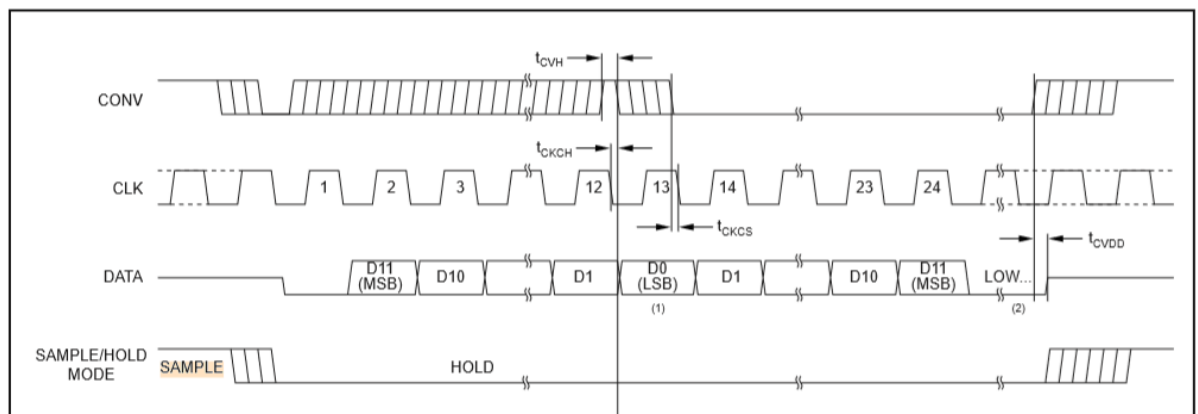 tCVH
CONV
tCKCH
CLK
1
2
3
12
13
14
23
24
tCKCS
tCVDD
DATA
D11
(MSB)
D10
D1
D0
(LSB)
(1)
D1
D10
D11
(MSB)
LOW...
(2)
SAMPLE/HOLD
MODE
SAMPLE
HOLD